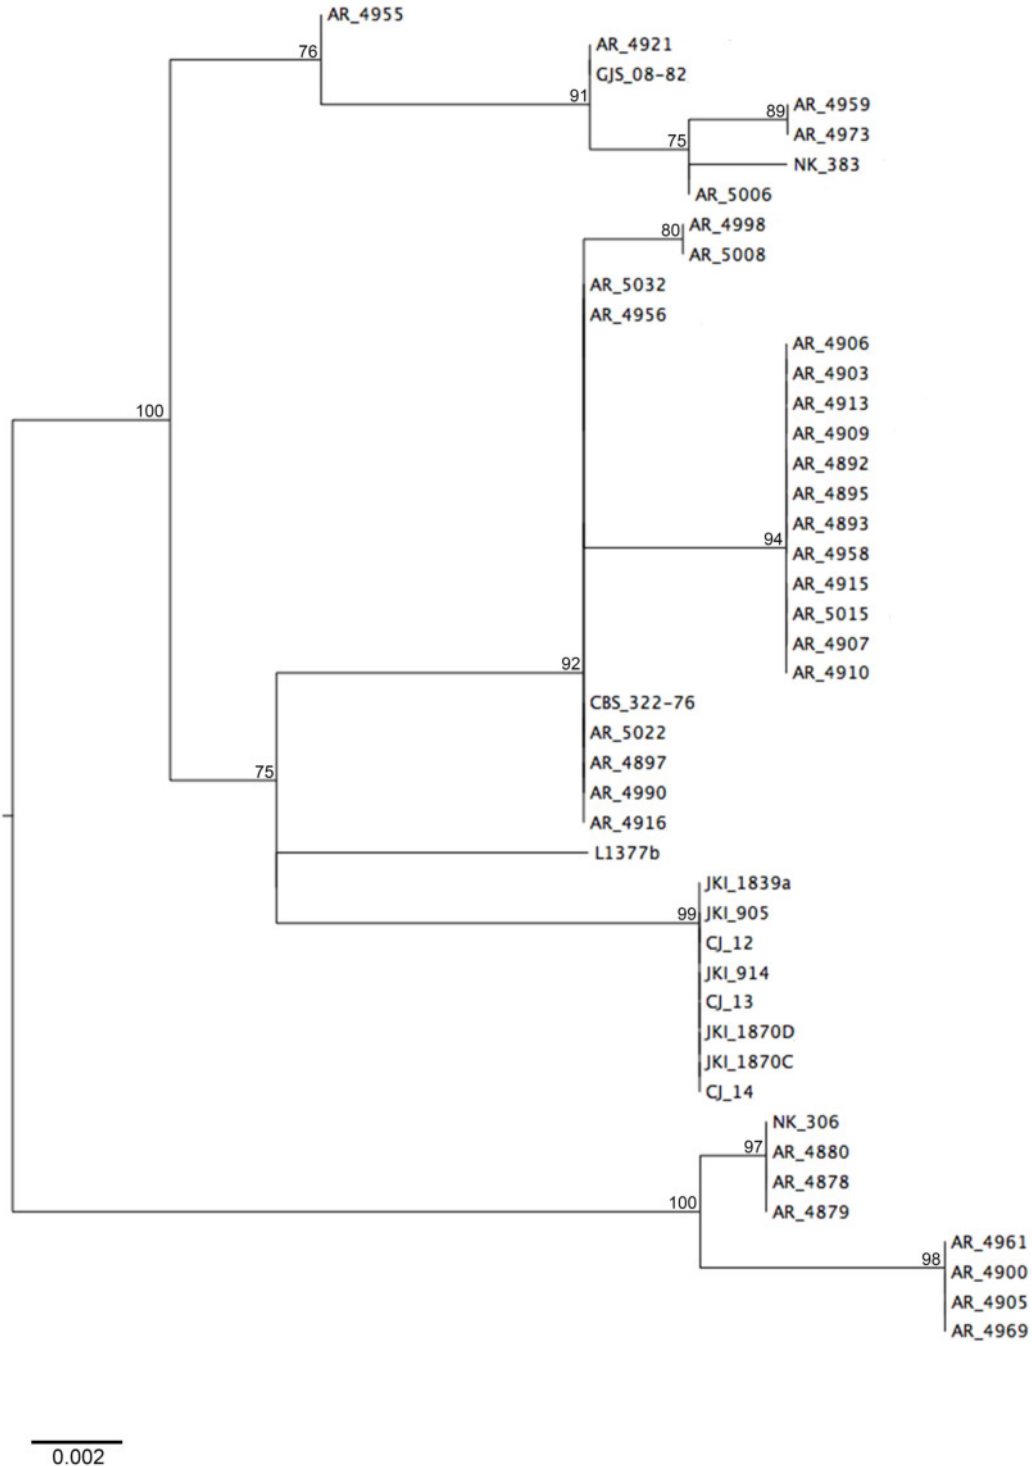 AR_4955
76
AR_4921
GJS_08-82
91
AR_4959
89
AR_4973
75
NK_383
AR_5006
AR_4998
80
AR_5008
AR_5032
AR_4956
AR_4906
AR_4903
AR_4913
100
AR_4909
AR_4892
AR_4895
AR_4893
94
AR_4958
AR_4915
AR_5015
AR_4907
92
AR_4910
CBS_322-76
AR_5022
AR_4897
75
AR_4990
AR_4916
L1377b
JKI_1839a
99
JKI_905
CJ_12
JKI_914
CJ_13
JKI_1870D
JKI_1870C
CJ_14
NK_306
97
AR_4880
AR_4878
100
AR_4879
AR_4961
98
AR_4900
AR_4905
AR_4969
0.002